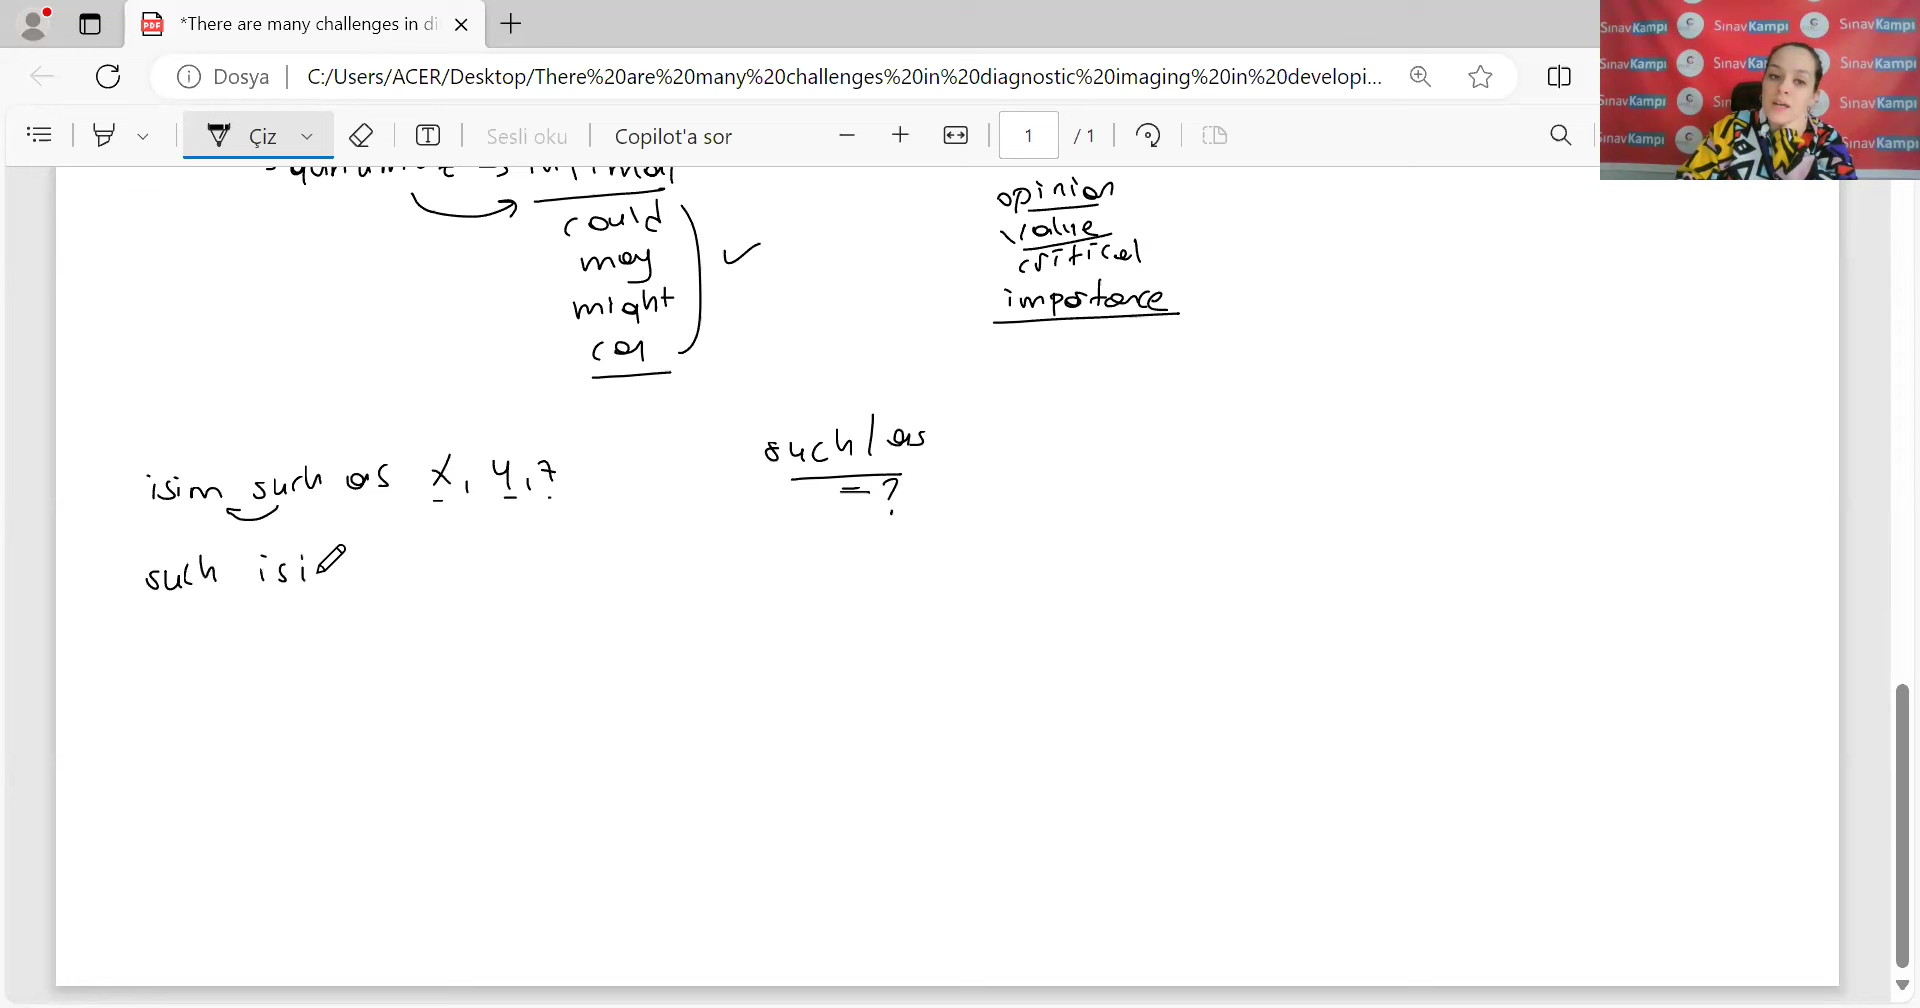 *There are many challenges in di
Dosya
C:/Users/ACER/Desktop/There%20are%20many%20challenges%20in%20diagnostic%20imaging%20in%20developi...
Çiz
Sesli oku
Copilot'a sor
1 / 1
SınavKampı
could
may
might
can
opinion
value
critical
importance
such / as
= ?
isim such as x, y, z
such isi